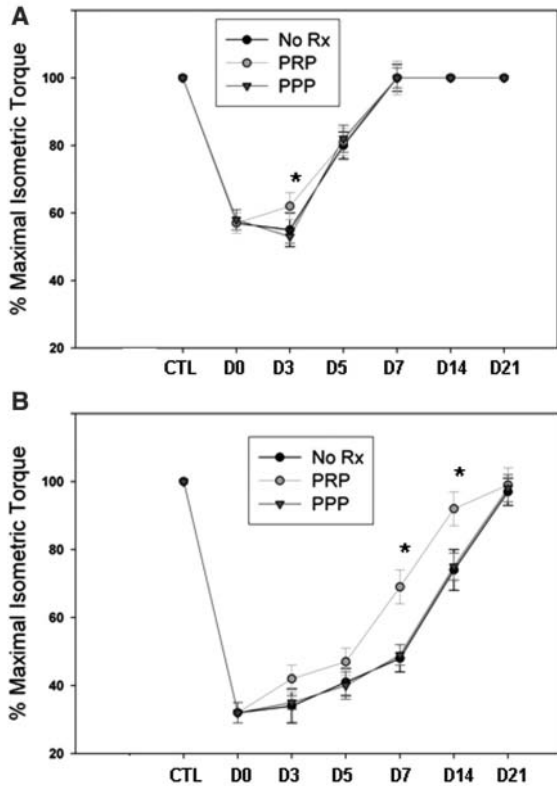 A
% Maximal Isometric Torque
100
80
60
40
20
No Rx
PRP
PPP
*
CTL D0 D3 D5 D7 D14 D21
B
% Maximal Isometric Torque
100
80
60
40
20
No Rx
PRP
PPP
*
*
CTL D0 D3 D5 D7 D14 D21